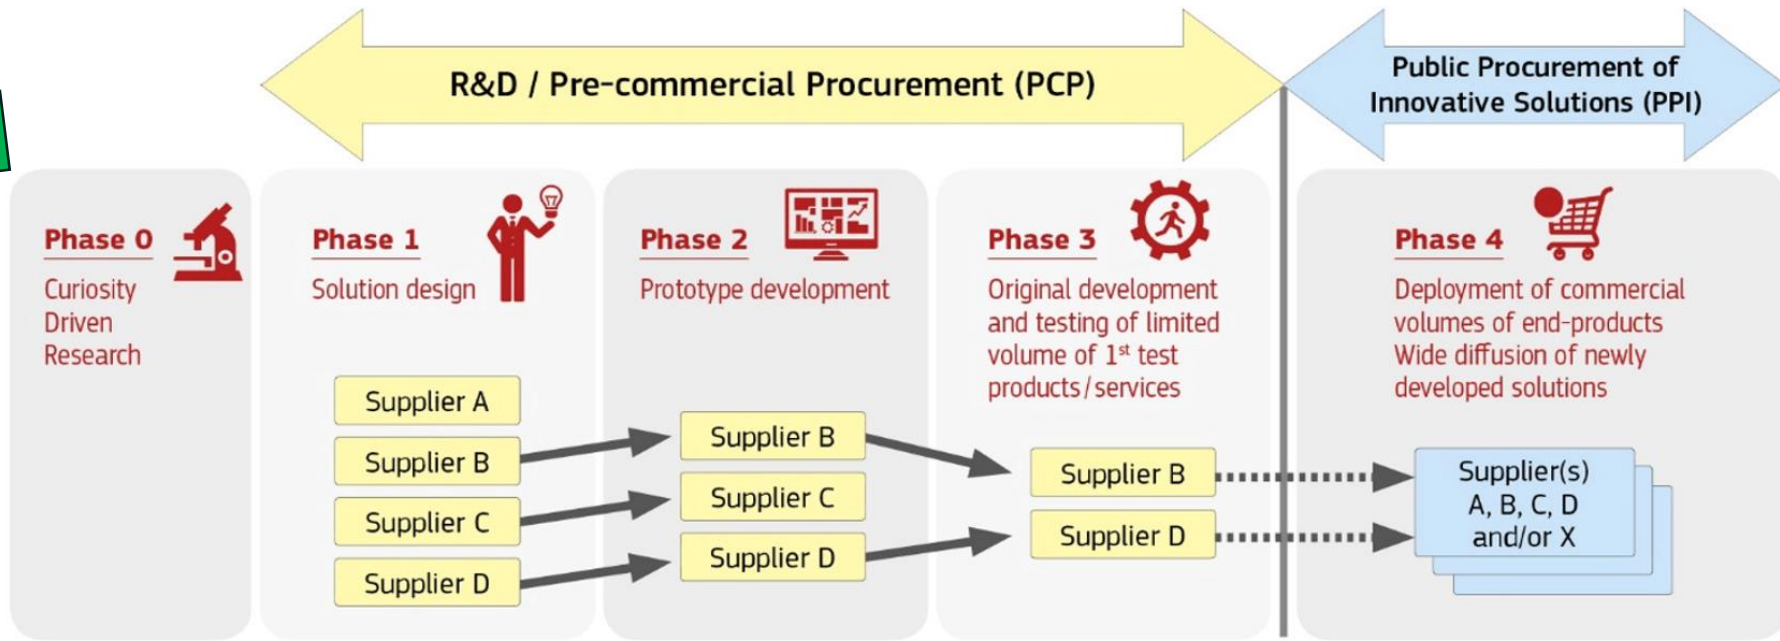 R&D / Pre-commercial Procurement (PCP)
Public Procurement of
Innovative Solutions (PPI)
Phase 0
Curiosity
Driven
Research
Phase 1
Solution design
Supplier A
Supplier B
Supplier C
Supplier D
Phase 2
Prototype development
Supplier B
Supplier C
Supplier D
Phase 3
Original development
and testing of limited
volume of 1st test
products/services
Supplier B
Supplier D
Phase 4
Deployment of commercial
volumes of end-products
Wide diffusion of newly
developed solutions
Supplier(s)
A, B, C, D
and/or X